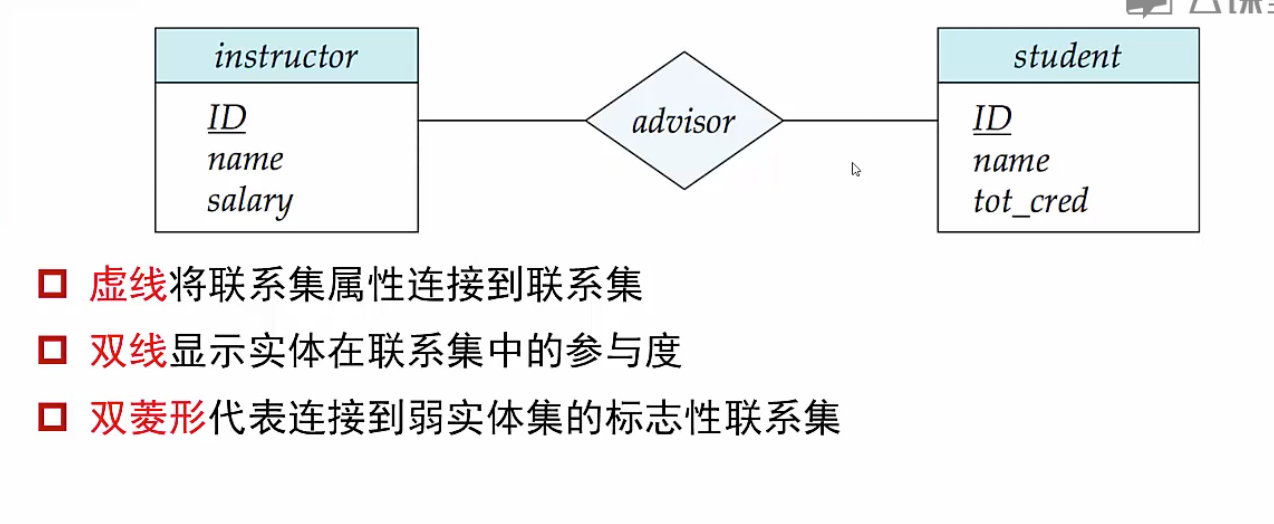 instructor
ID
name
salary
advisor
student
ID
name
tot_cred
虚线将联系集属性连接到联系集
双线显示实体在联系集中的参与度
双菱形代表连接到弱实体集的标志性联系集